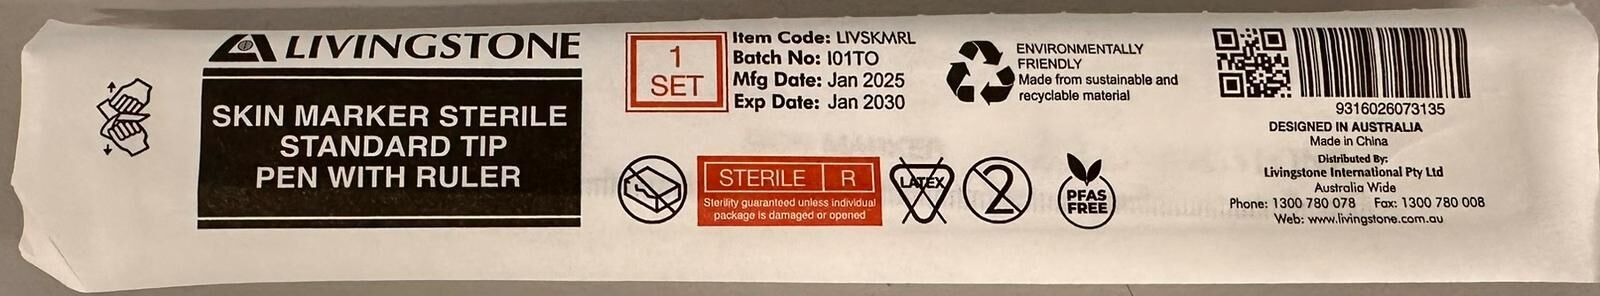 LIVINGSTONE
SKIN MARKER STERILE
STANDARD TIP
PEN WITH RULER
1
SET
Item Code: LIVSKMRL
Batch No: I01TO
Mfg Date: Jan 2025
Exp Date: Jan 2030
STERILE R
Sterility guaranteed unless individual
package is damaged or opened
LATEX
2
PFAS
FREE
ENVIRONMENTALLY
FRIENDLY
Made from sustainable and
recyclable material
9316026073135
DESIGNED IN AUSTRALIA
Made in China
Distributed By:
Livingstone International Pty Ltd
Australia Wide
Phone: 1300 780 078 Fax: 1300 780 008
Web: www.livingstone.com.au